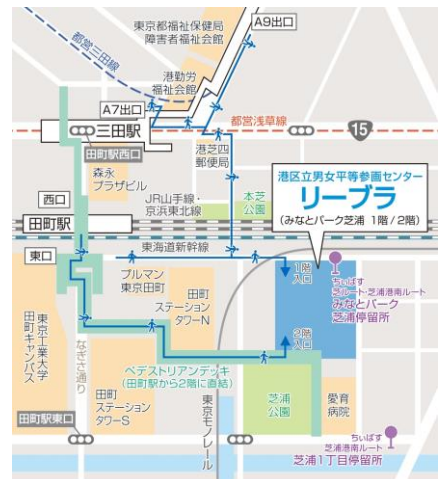 東京都福祉保健局
障害者福祉会館
A9出口
都営三田線
港勤労
福祉会館
A7出口
三田駅
都営浅草線
15
田町駅西口
港芝四
郵便局
森永
プラザビル
港区立男女平等参画センター
リーブラ
(みなとパーク芝浦 1階/2階)
西口
JR山手線・
京浜東北線
本芝
公園
田町駅
東海道新幹線
東口
1階
入口
ちぃばす
芝ルート・芝浦港南ルート
みなとパーク
芝浦停留所
プルマン
東京田町
田町
ステーション
タワーN
2階
入口
東京工業大学
田町キャンパス
なぎさ通り
ペデストリアンデッキ
(田町駅から2階に直結)
田町
ステーション
タワーS
東京モノレール
芝浦
公園
愛育
病院
田町駅東口
ちぃばす
芝浦港南ルート
芝浦1丁目停留所